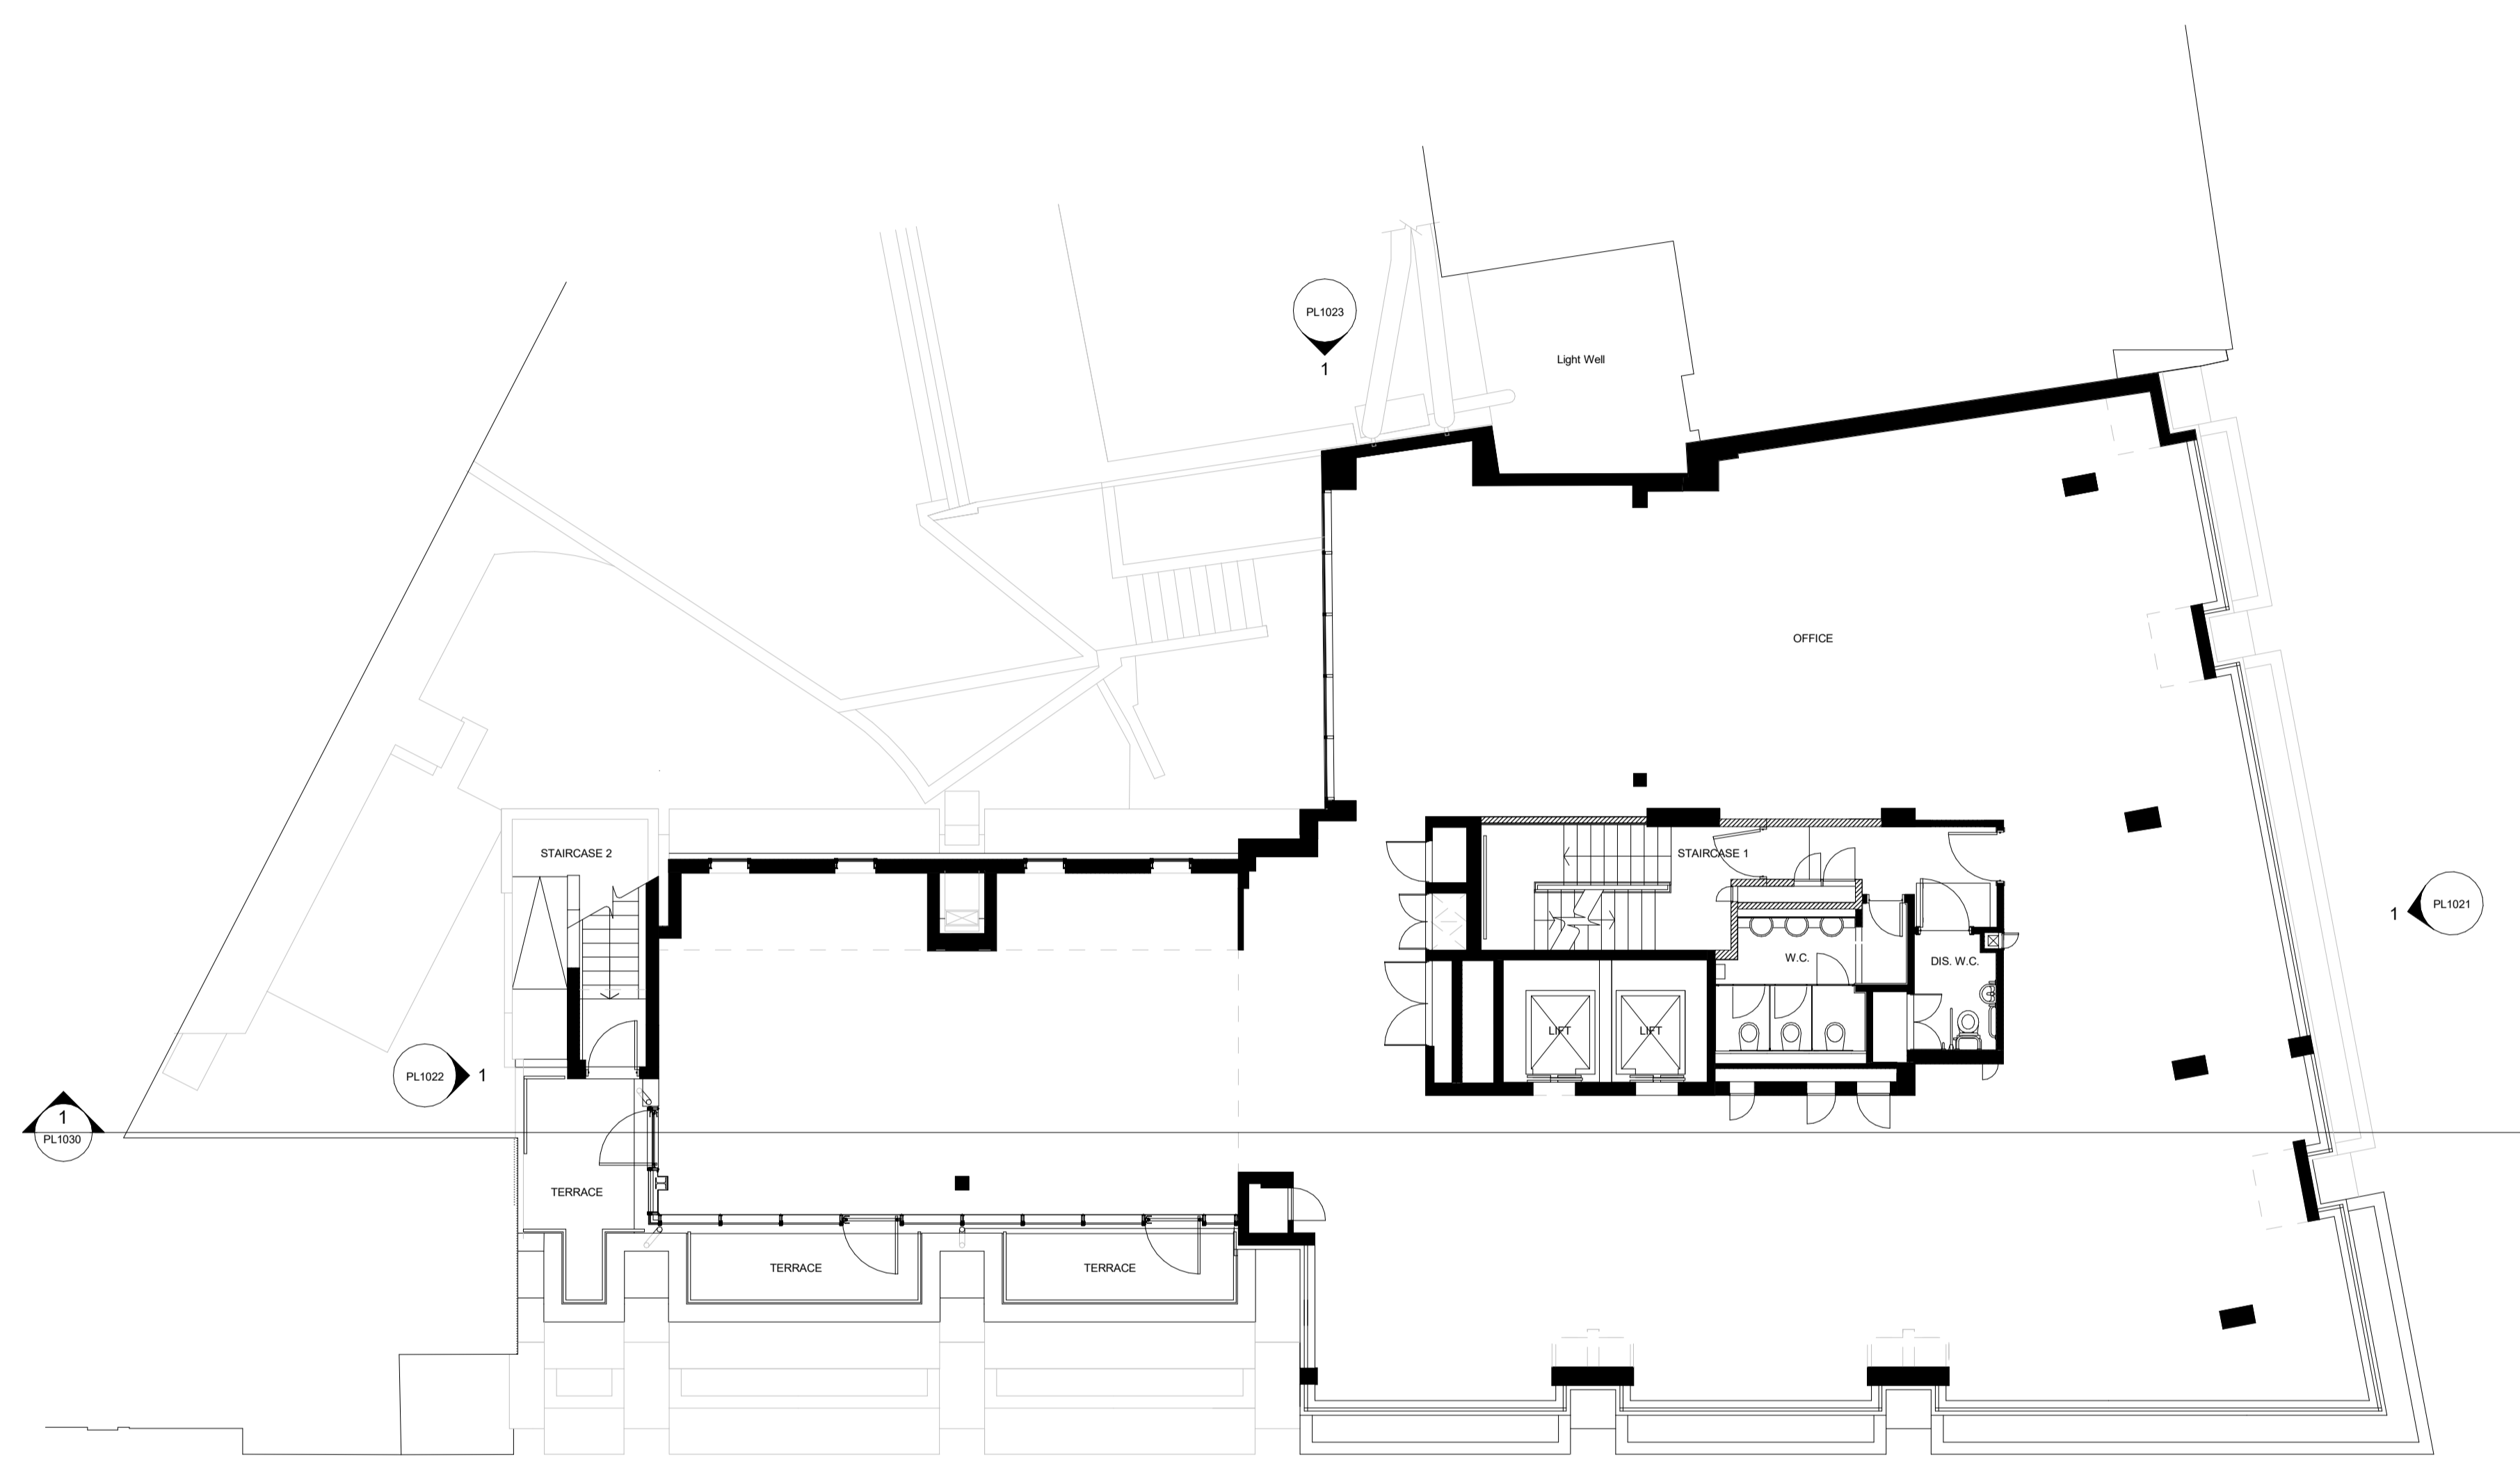 PL1023
1
Light Well
OFFICE
STAIRCASE 2
STAIRCASE 1
1
PL1021
W.C.
DIS. W.C.
LIFT
LIFT
PL1022
1
1
PL1030
TERRACE
TERRACE
TERRACE